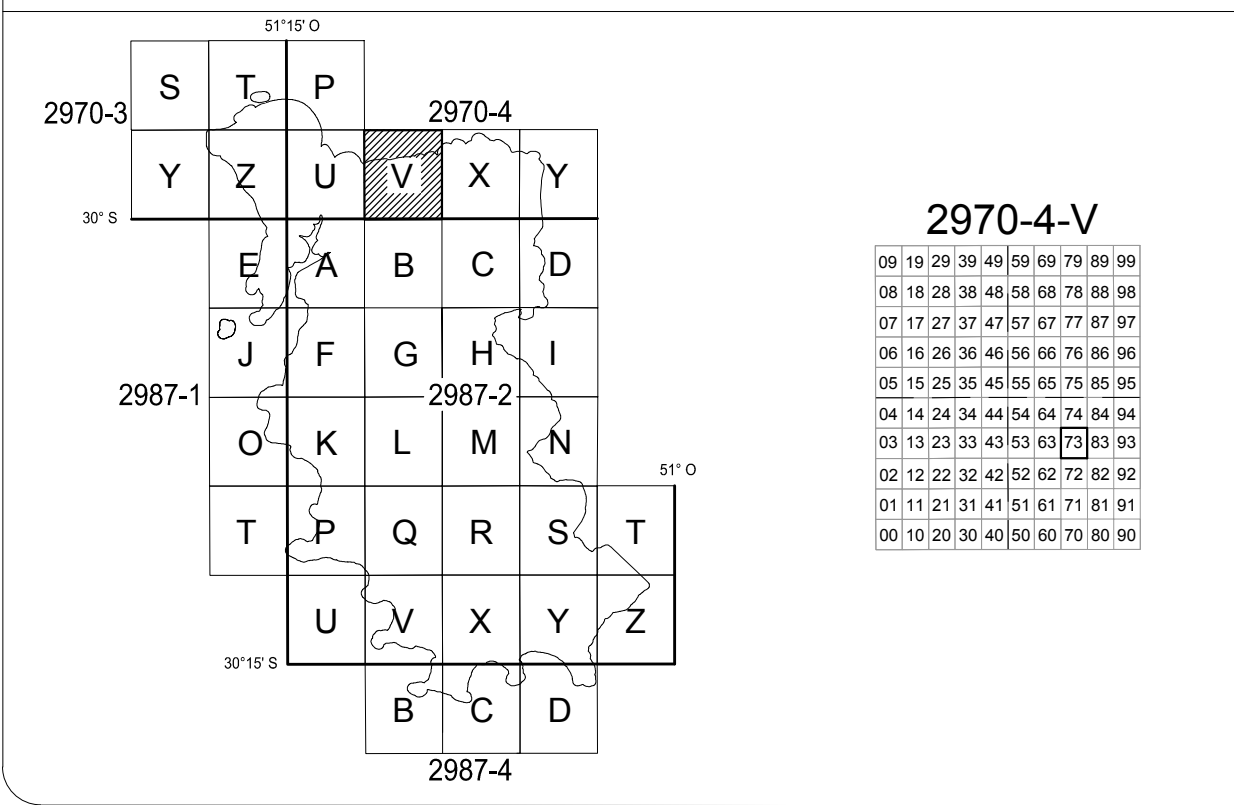 51°15' O
S T P
2970-3 2970-4
Y Z U V X Y
30° S
E A B C D
J F G H I
2987-1 2987-2
O K L M N
51° O
T P Q R S T
U V X Y Z
30°15' S
B C D
2987-4
2970-4-V
09 19 29 39 49 59 69 79 89 99
08 18 28 38 48 58 68 78 88 98
07 17 27 37 47 57 67 77 87 97
06 16 26 36 46 56 66 76 86 96
05 15 25 35 45 55 65 75 85 95
04 14 24 34 44 54 64 74 84 94
03 13 23 33 43 53 63 73 83 93
02 12 22 32 42 52 62 72 82 92
01 11 21 31 41 51 61 71 81 91
00 10 20 30 40 50 60 70 80 90